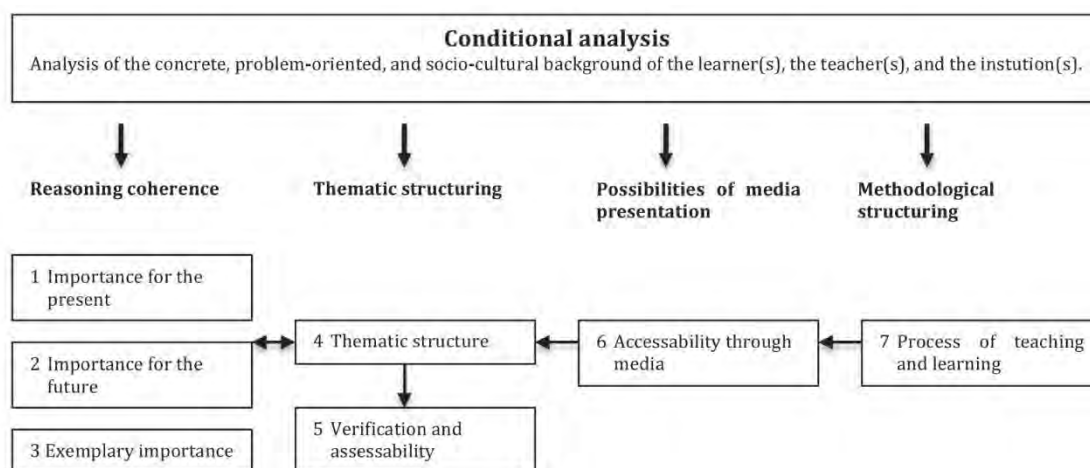 Conditional analysis
Analysis of the concrete, problem-oriented, and socio-cultural background of the learner(s), the teacher(s), and the instution(s).
Reasoning coherence
Thematic structuring
Possibilities of media
presentation
Methodological
structuring
1 Importance for the
present
2 Importance for the
future
3 Exemplary importance
4 Thematic structure
5 Verification and
assessability
6 Accessability through
media
7 Process of teaching
and learning